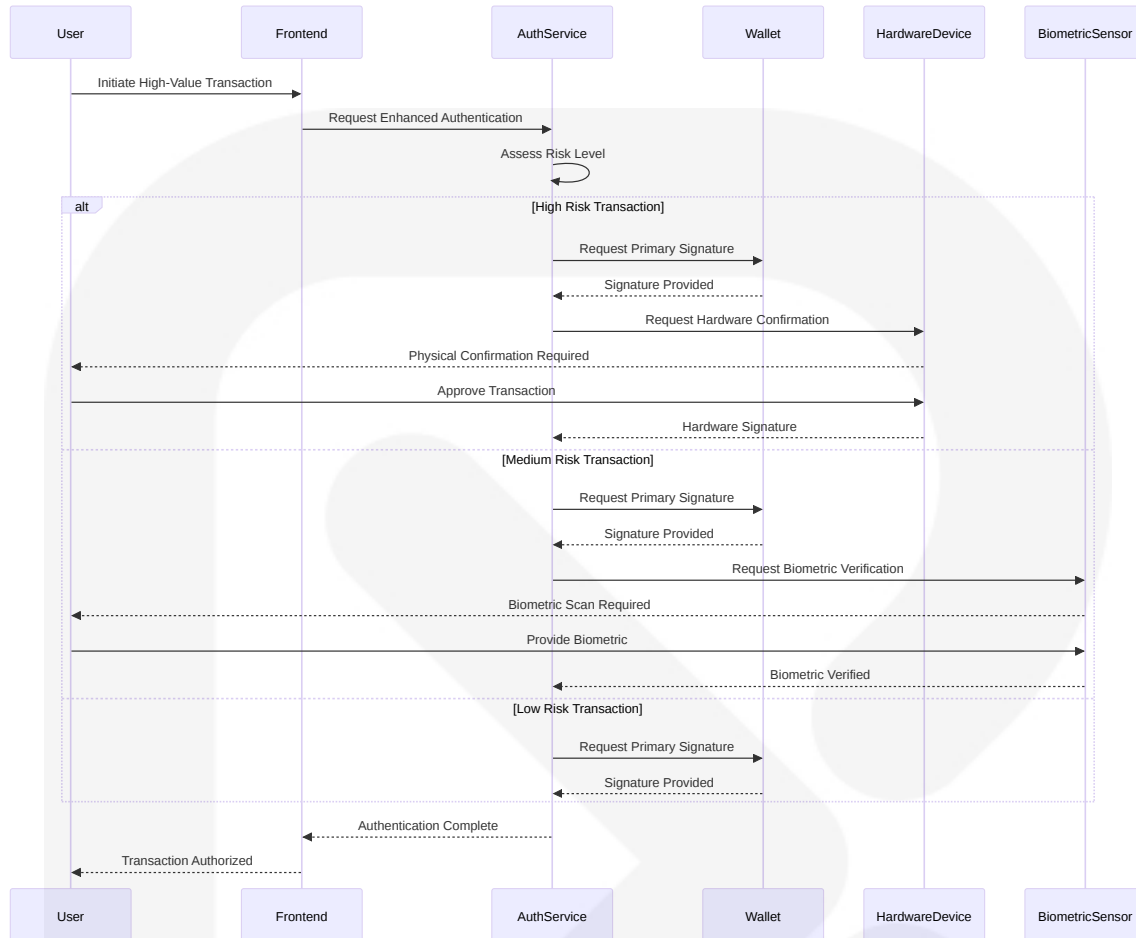 User Frontend AuthService Wallet HardwareDevice BiometricSensor
Initiate High-Value Transaction
Request Enhanced Authentication
Assess Risk Level
alt [High Risk Transaction]
Request Primary Signature
Signature Provided
Request Hardware Confirmation
Physical Confirmation Required
Approve Transaction
Hardware Signature
[Medium Risk Transaction]
Request Primary Signature
Signature Provided
Request Biometric Verification
Biometric Scan Required
Provide Biometric
Biometric Verified
[Low Risk Transaction]
Request Primary Signature
Signature Provided
Authentication Complete
Transaction Authorized
User Frontend AuthService Wallet HardwareDevice BiometricSensor